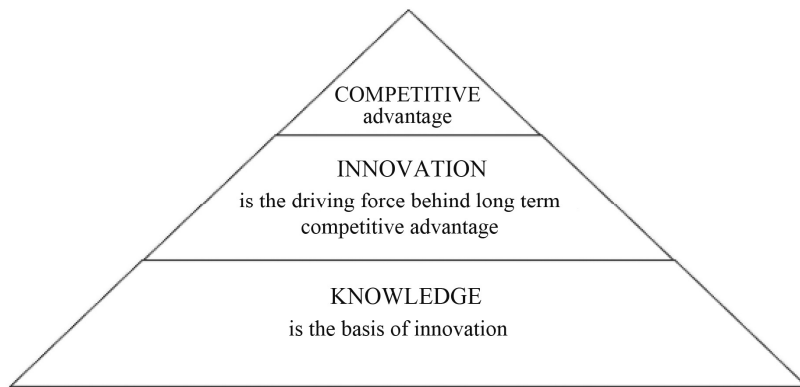 COMPETITIVE
advantage
INNOVATION
is the driving force behind long term
competitive advantage
KNOWLEDGE
is the basis of innovation